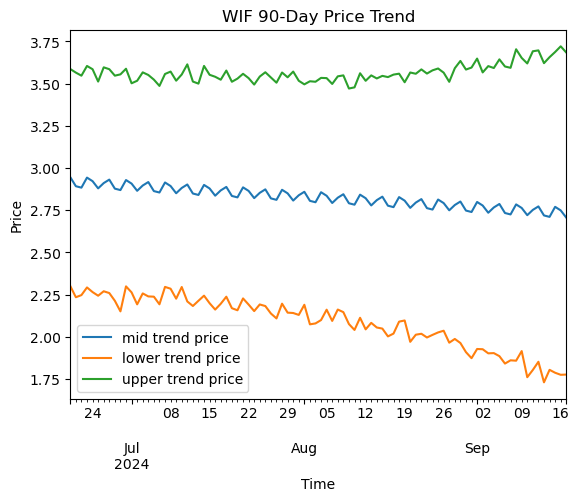 WIF 90-Day Price Trend
3.75
3.50
3.25
3.00
2.75
2.50
2.25
2.00
1.75
Price
mid trend price
lower trend price
upper trend price
24 08 15 22 29 05 12 19 26 02 09 16
Jul Aug Sep
2024
Time